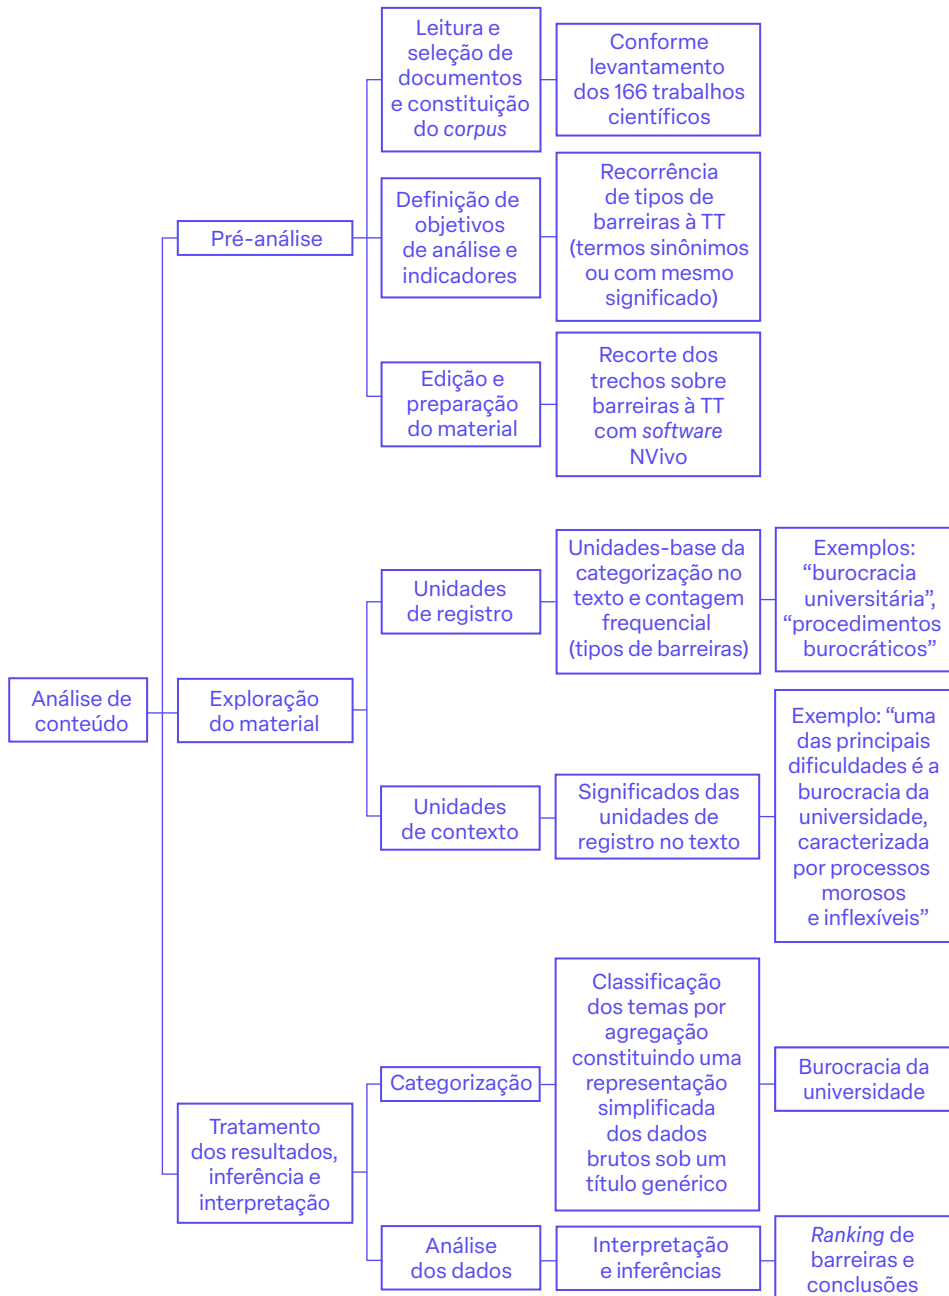 Leitura e
seleção de
documentos
e constituição
do corpus
Conforme
levantamento
dos 166 trabalhos
científicos
Pré-análise
Definição de
objetivos
de análise e
indicadores
Recorrência
de tipos de
barreiras à TT
(termos sinônimos
ou com mesmo
significado)
Edição e
preparação
do material
Recorte dos
trechos sobre
barreiras à TT
com software
NVivo
Análise de
conteúdo
Exploração
do material
Unidades
de registro
Unidades-base da
categorização no
texto e contagem
frequencial
(tipos de barreiras)
Exemplos:
“burocracia
universitária”,
“procedimentos
burocráticos”
Unidades
de contexto
Significados das
unidades de
registro no texto
Exemplo: “uma
das principais
dificuldades é a
burocracia da
universidade,
caracterizada
por processos
morosos
e inflexíveis”
Tratamento
dos resultados,
inferência e
interpretação
Categorização
Classificação
dos temas por
agregação
constituindo uma
representação
simplificada
dos dados
brutos sob um
título genérico
Burocracia da
universidade
Análise
dos dados
Interpretação
e inferências
Ranking de
barreiras e
conclusões